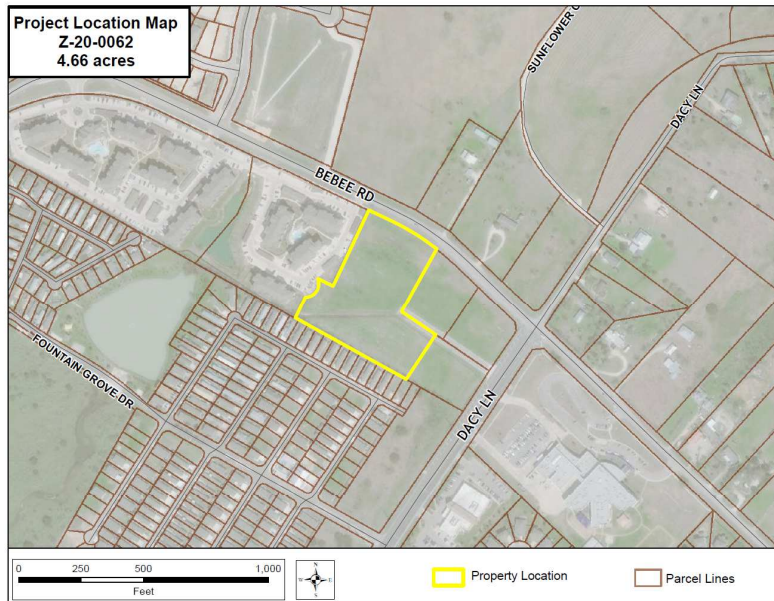 Project Location Map
Z-20-0062
4.66 acres
SUNFLOWER
DACY LN
BEBEE RD
FOUNTAIN GROVE DR
DACY LN
0 250 500 1,000
Feet
N
W E
S
Property Location
Parcel Lines